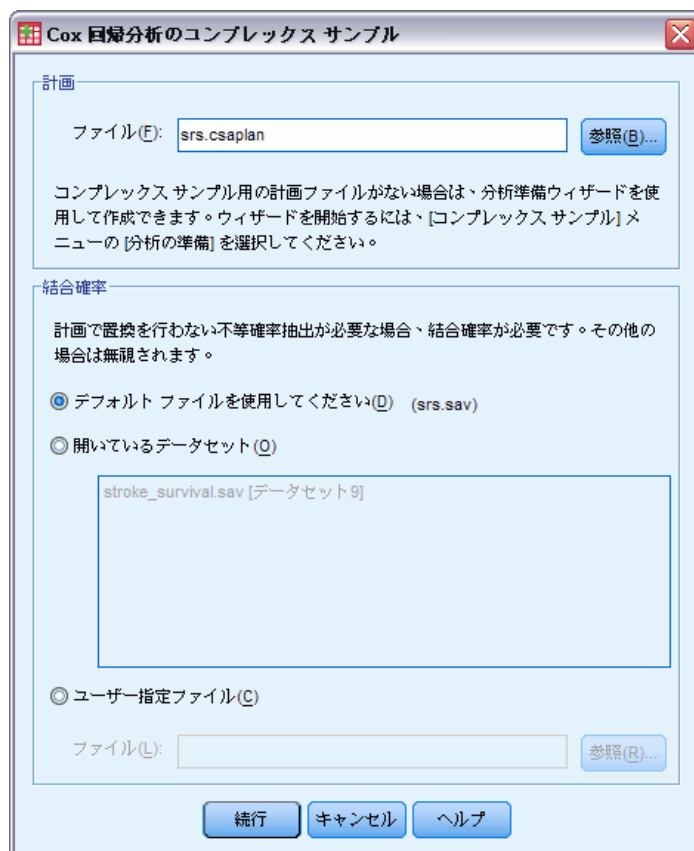 Cox 回帰分析のコンプレックス サンプル
計画
ファイル(F): srs.csaplan 参照(B)...
コンプレックス サンプル用の計画ファイルがない場合は、分析準備ウィザードを使
用して作成できます。ウィザードを開始するには、[コンプレックス サンプル] メ
ニューの [分析の準備] を選択してください。
結合確率
計画で置換を行わない不等確率抽出が必要な場合、結合確率が必要です。その他の
場合は無視されます。
デフォルト ファイルを使用してください(D) (srs.sav)
開いているデータセット(O)
stroke_survival.sav [データセット9]
ユーザー指定ファイル(C)
ファイル(L): 参照(R)...
続行 キャンセル ヘルプ